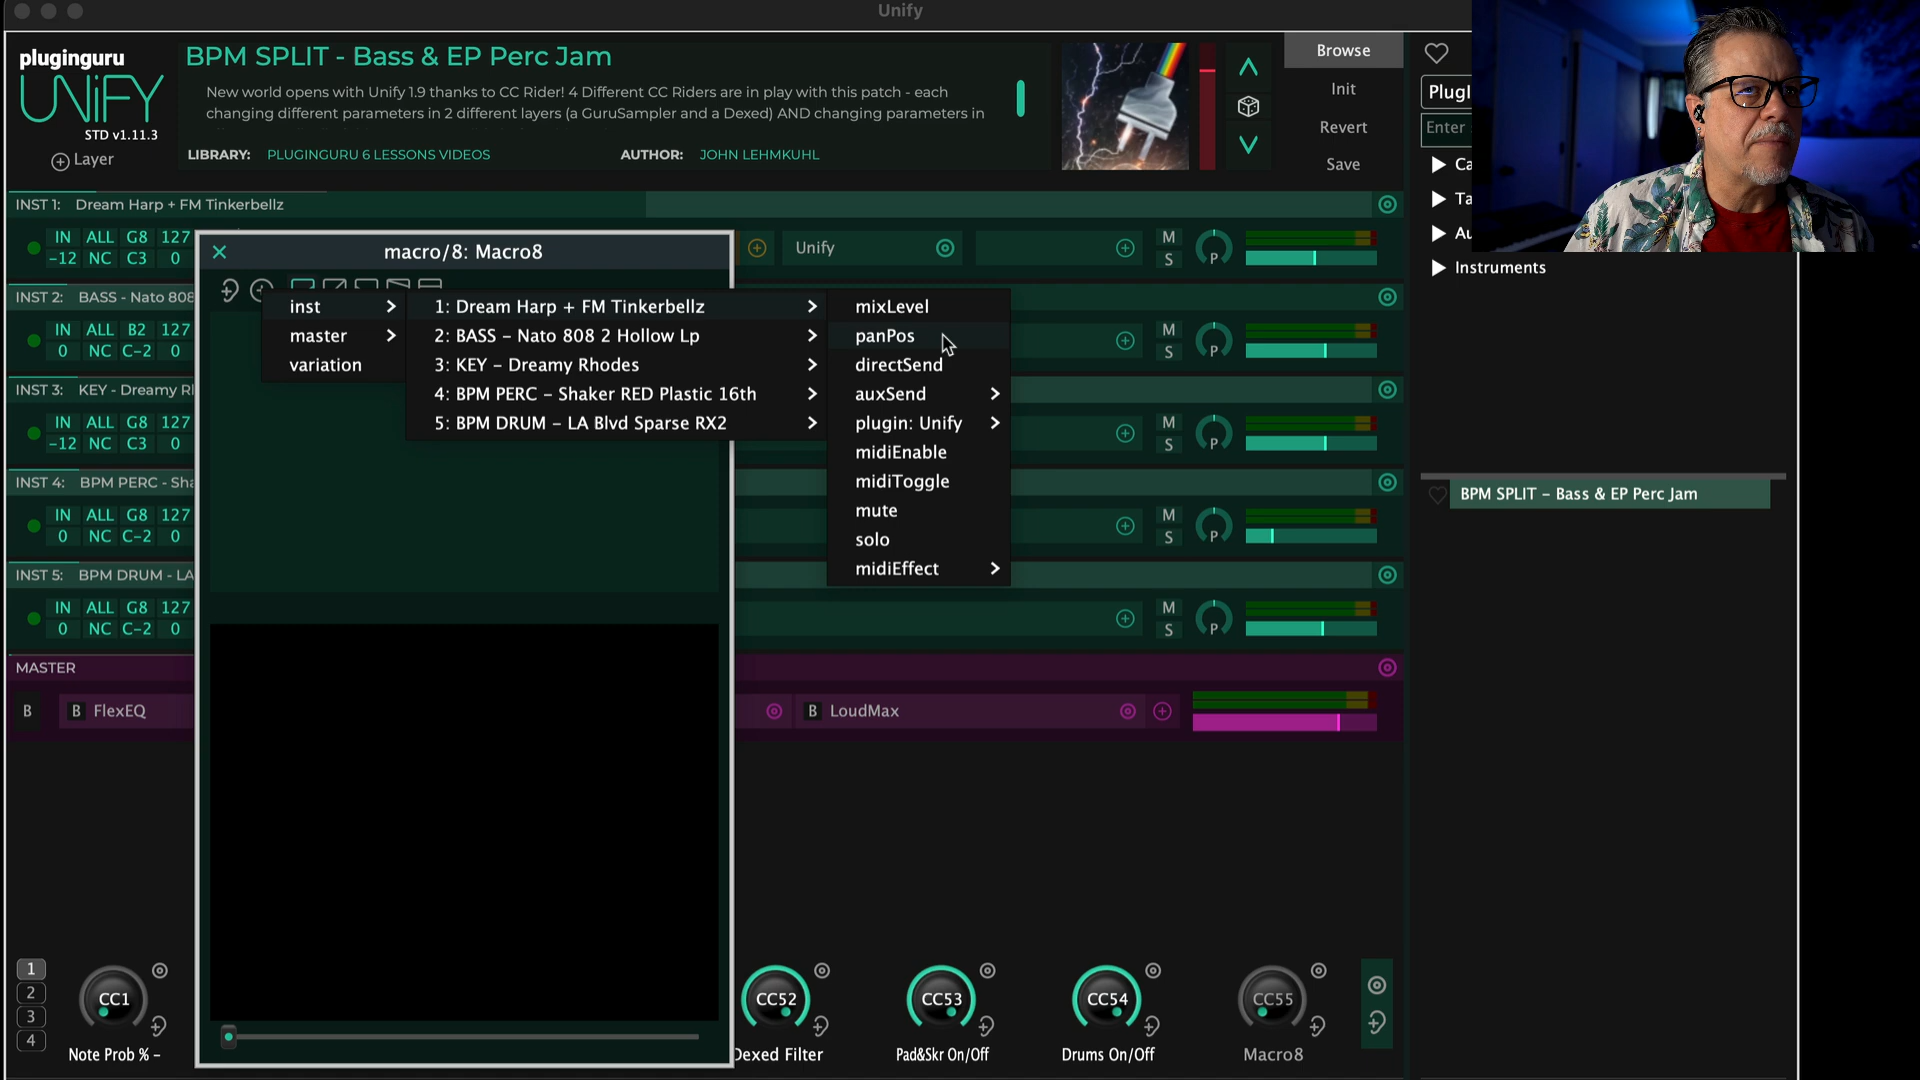 Unify
pluginguru
UNIFY
STD v1.11.3
Layer
BPM SPLIT - Bass & EP Perc Jam
New world opens with Unify 1.9 thanks to CC Rider! 4 Different CC Riders are in play with this patch - each
changing different parameters in 2 different layers (a GuruSampler and a Dexed) AND changing parameters in
LIBRARY: PLUGINGURU 6 LESSONS VIDEOS AUTHOR: JOHN LEHMKUHL
Browse
Init
Revert
Save
PlugI
Enter
Ca
Ta
Au
Instruments
BPM SPLIT - Bass & EP Perc Jam
INST 1: Dream Harp + FM Tinkerbellz
IN ALL G8 127
-12 NC C3 0
Unify
M
S
P
INST 2: BASS - Nato 808
IN ALL B2 127
0 NC C-2 0
M
S
P
INST 3: KEY - Dreamy R
IN ALL G8 127
-12 NC C3 0
M
S
P
INST 4: BPM PERC - Sha
IN ALL G8 127
0 NC C-2 0
M
S
P
INST 5: BPM DRUM - LA
IN ALL G8 127
0 NC C-2 0
M
S
P
macro/8: Macro8
inst
master
variation
1: Dream Harp + FM Tinkerbellz
2: BASS - Nato 808 2 Hollow Lp
3: KEY - Dreamy Rhodes
4: BPM PERC - Shaker RED Plastic 16th
5: BPM DRUM - LA Blvd Sparse RX2
mixLevel
panPos
directSend
auxSend
plugin: Unify
midiEnable
midiToggle
mute
solo
midiEffect
MASTER
B
B FlexEQ
B LoudMax
1
2
3
4
CC1
Note Prob % -
CC52
Dexed Filter
CC53
Pad&Skr On/Off
CC54
Drums On/Off
CC55
Macro8